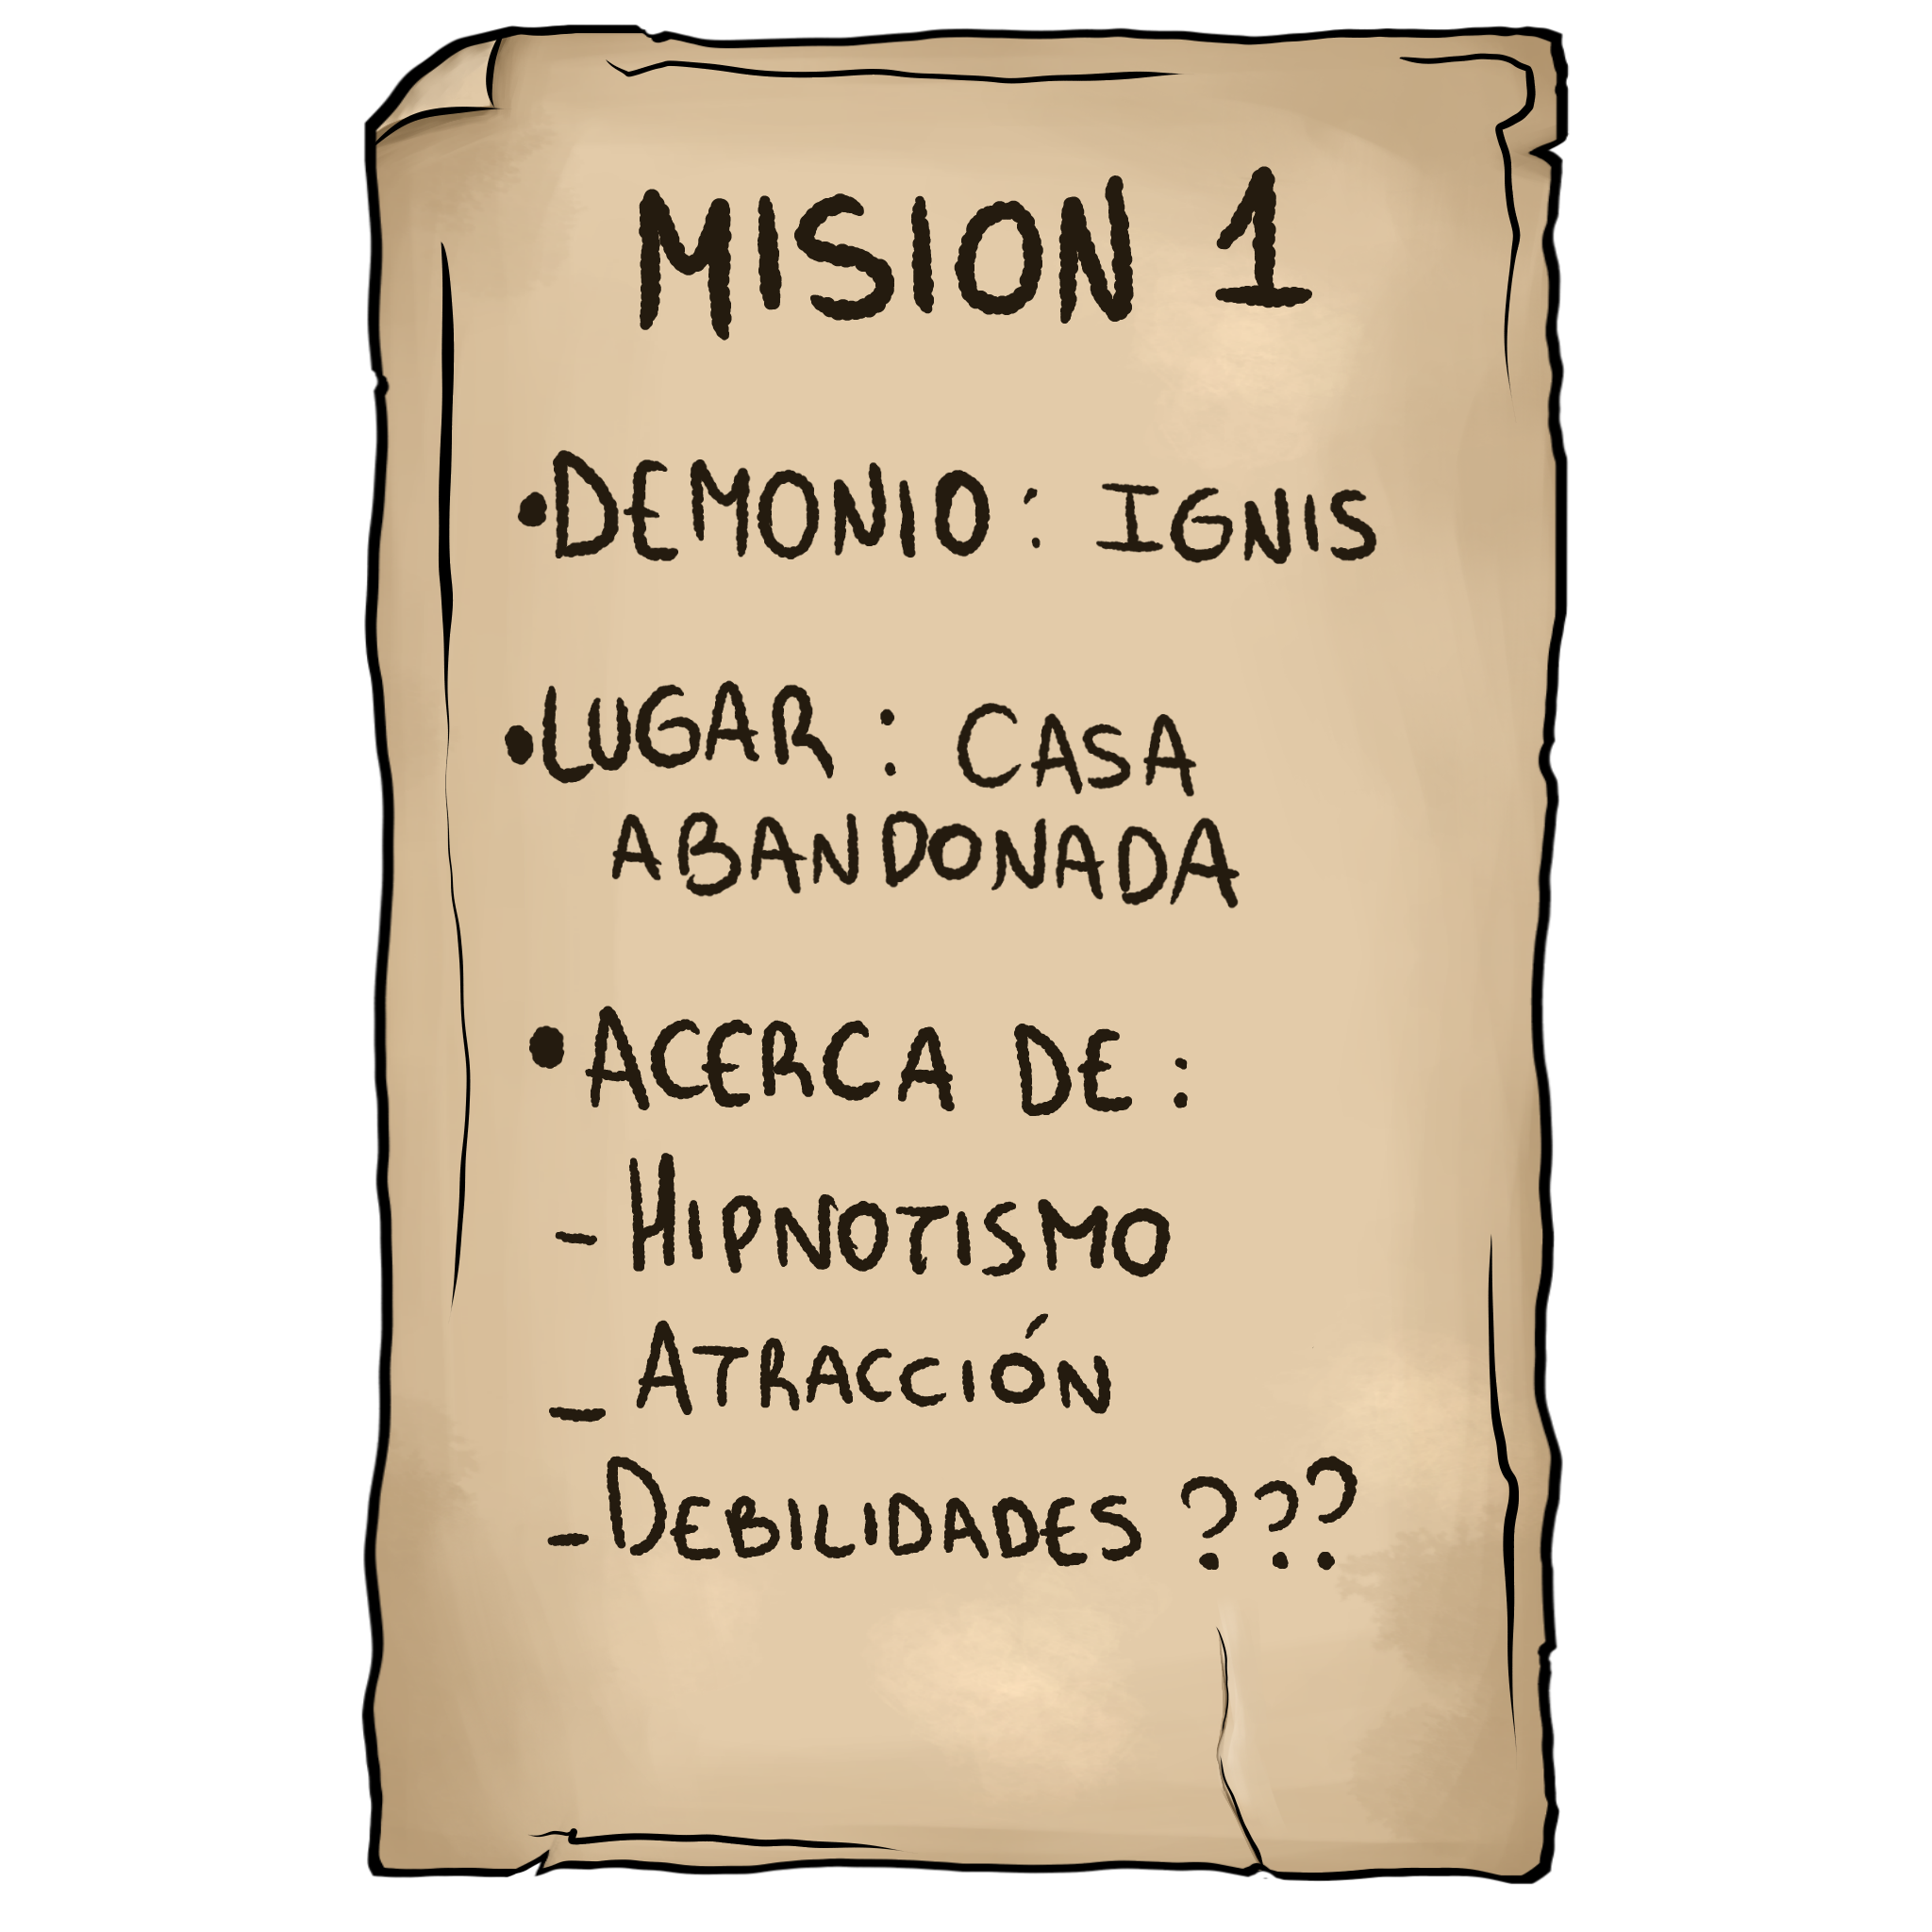 MISION 1
•DEMONIO: IGNIS
•LUGAR: CASA
ABANDONADA
•ACERCA DE:
-HIPNOTISMO
_ATRACCIÓN
-DEBILIDADES ???